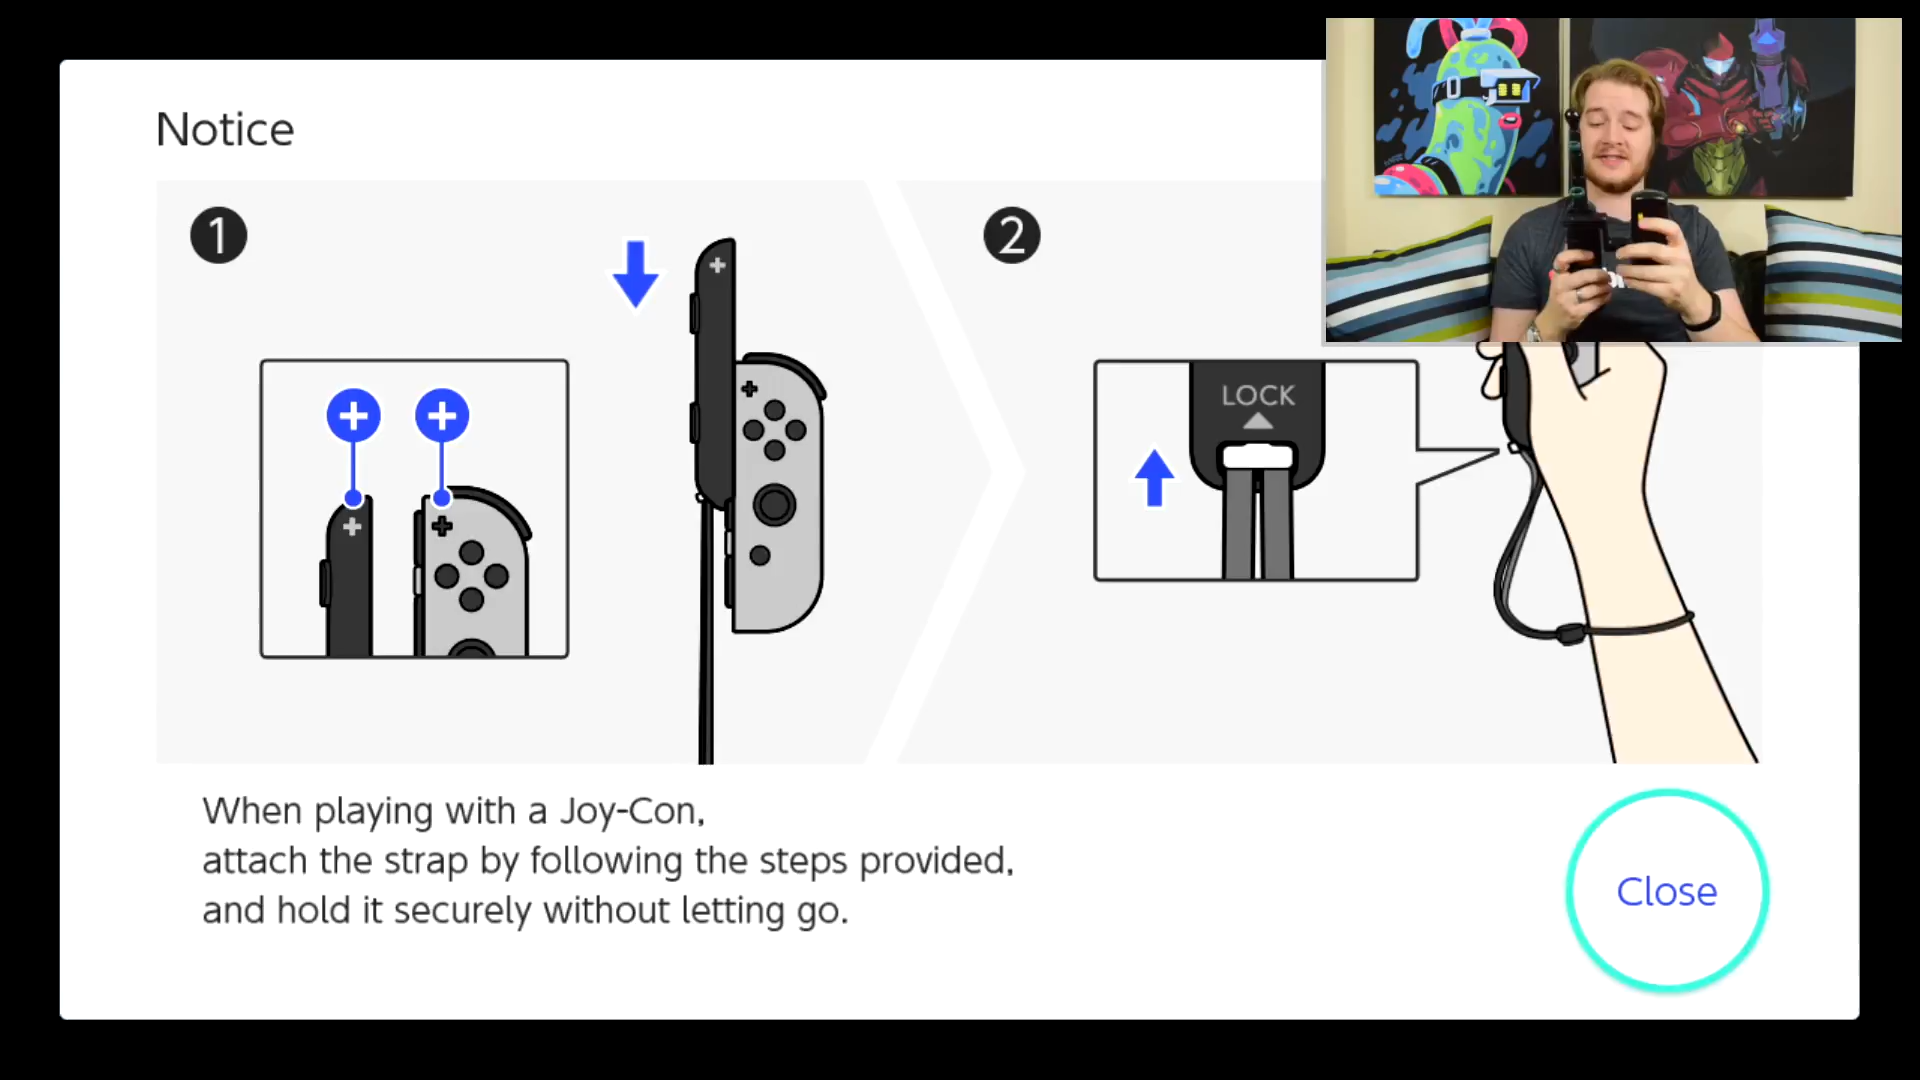 Notice
1
2
LOCK
When playing with a Joy-Con,
attach the strap by following the steps provided,
and hold it securely without letting go.
Close